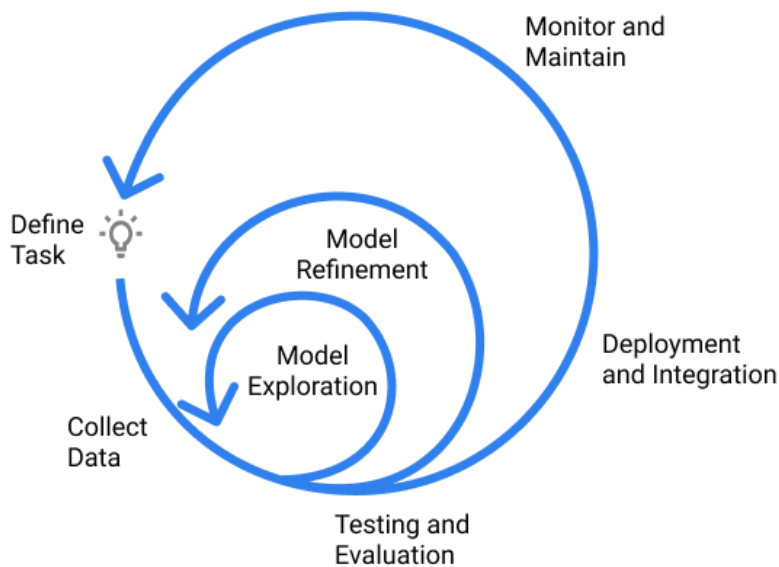 Monitor and
Maintain
Define
Task
Model
Refinement
Model
Exploration
Deployment
and Integration
Collect
Data
Testing and
Evaluation